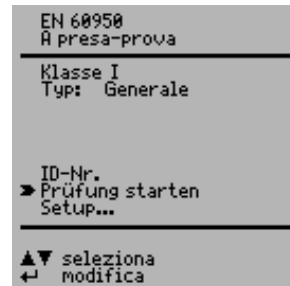 EN 60950
A presa-prova
Klasse I
Typ: Generale
ID-Nr.
Prüfung starten
Setup...
▲▼ seleziona
↵ modifica